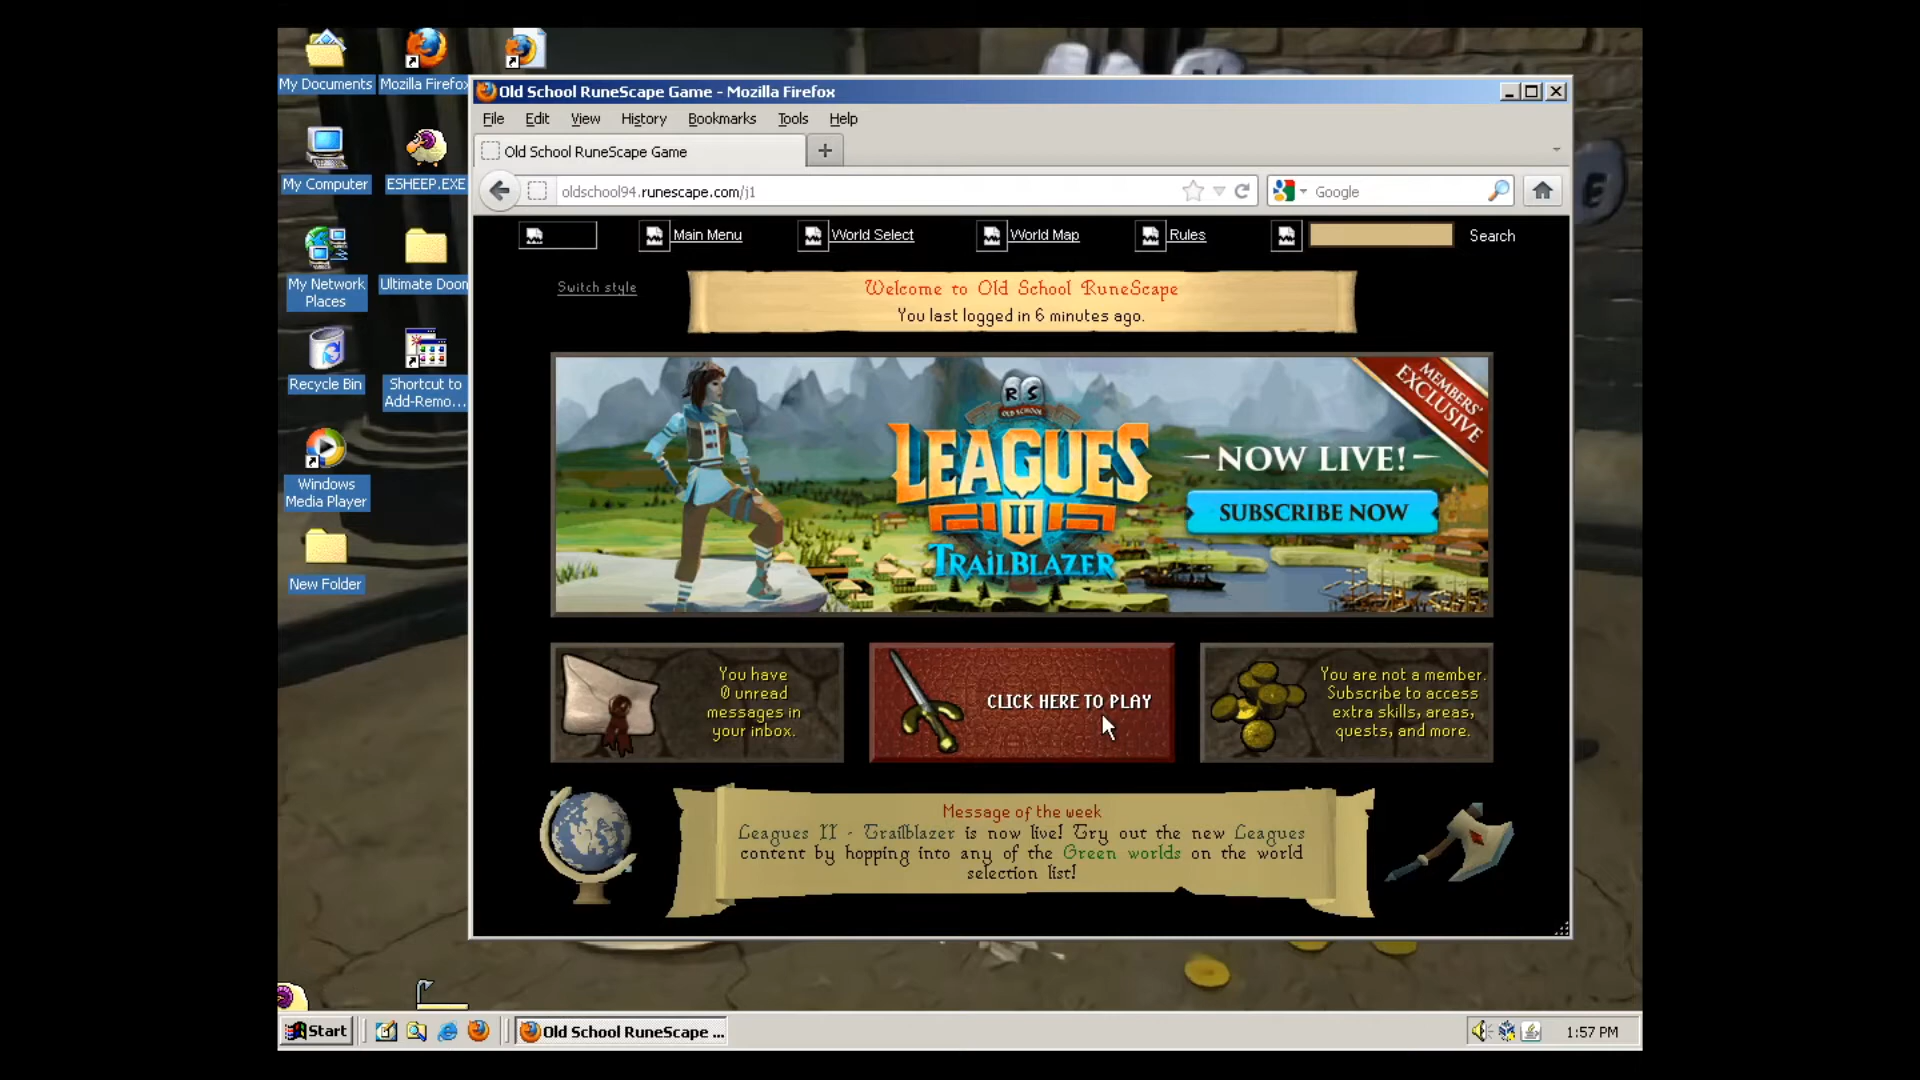 My Documents
Mozilla Firefox
My Computer
ESHEEP.EXE
My Network
Places
Ultimate Doom
Recycle Bin
Shortcut to
Add-Remo...
Windows
Media Player
New Folder
Old School RuneScape Game - Mozilla Firefox
File Edit View History Bookmarks Tools Help
Old School RuneScape Game
oldschool94.runescape.com/j1
Google
Main Menu World Select World Map Rules Search
Switch style
Welcome to Old School RuneScape
You last logged in 6 minutes ago.
MEMBERS'
EXCLUSIVE
R S
OLD SCHOOL
LEAGUES
II
TRAILBLAZER
NOW LIVE!
SUBSCRIBE NOW
You have
0 unread
messages in
your inbox.
CLICK HERE TO PLAY
You are not a member.
Subscribe to access
extra skills, areas,
quests, and more.
Message of the week
Leagues II - Trailblazer is now live! Try out the new Leagues
content by hopping into any of the Green worlds on the world
selection list!
E
Start
Old School RuneScape ...
1:57 PM